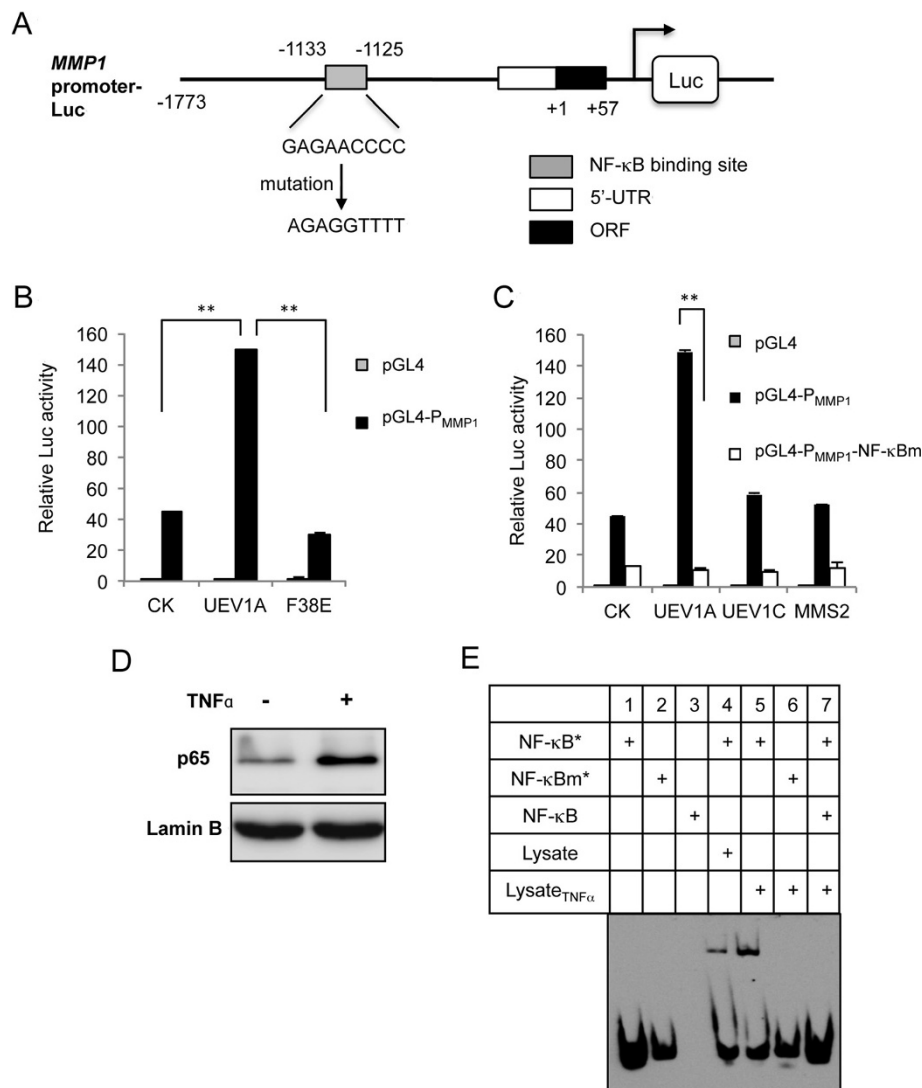 A
MMP1
promoter-
Luc
-1773
-1133
-1125
GAGAACCCC
mutation
AGAGGTTTT
+1
+57
Luc
NF-κB binding site
5'-UTR
ORF
B
Relative Luc activity
160
140
120
100
80
60
40
20
0
**
**
CK
UEV1A
F38E
pGL4
pGL4-PMMP1
C
Relative Luc activity
160
140
120
100
80
60
40
20
0
**
CK
UEV1A
UEV1C
MMS2
pGL4
pGL4-PMMP1
pGL4-PMMP1-NF-κBm
D
TNFα - +
p65
Lamin B
E
1 2 3 4 5 6 7
NF-κB* + + + +
NF-κBm* + +
NF-κB + +
Lysate +
LysateTNFα + + +